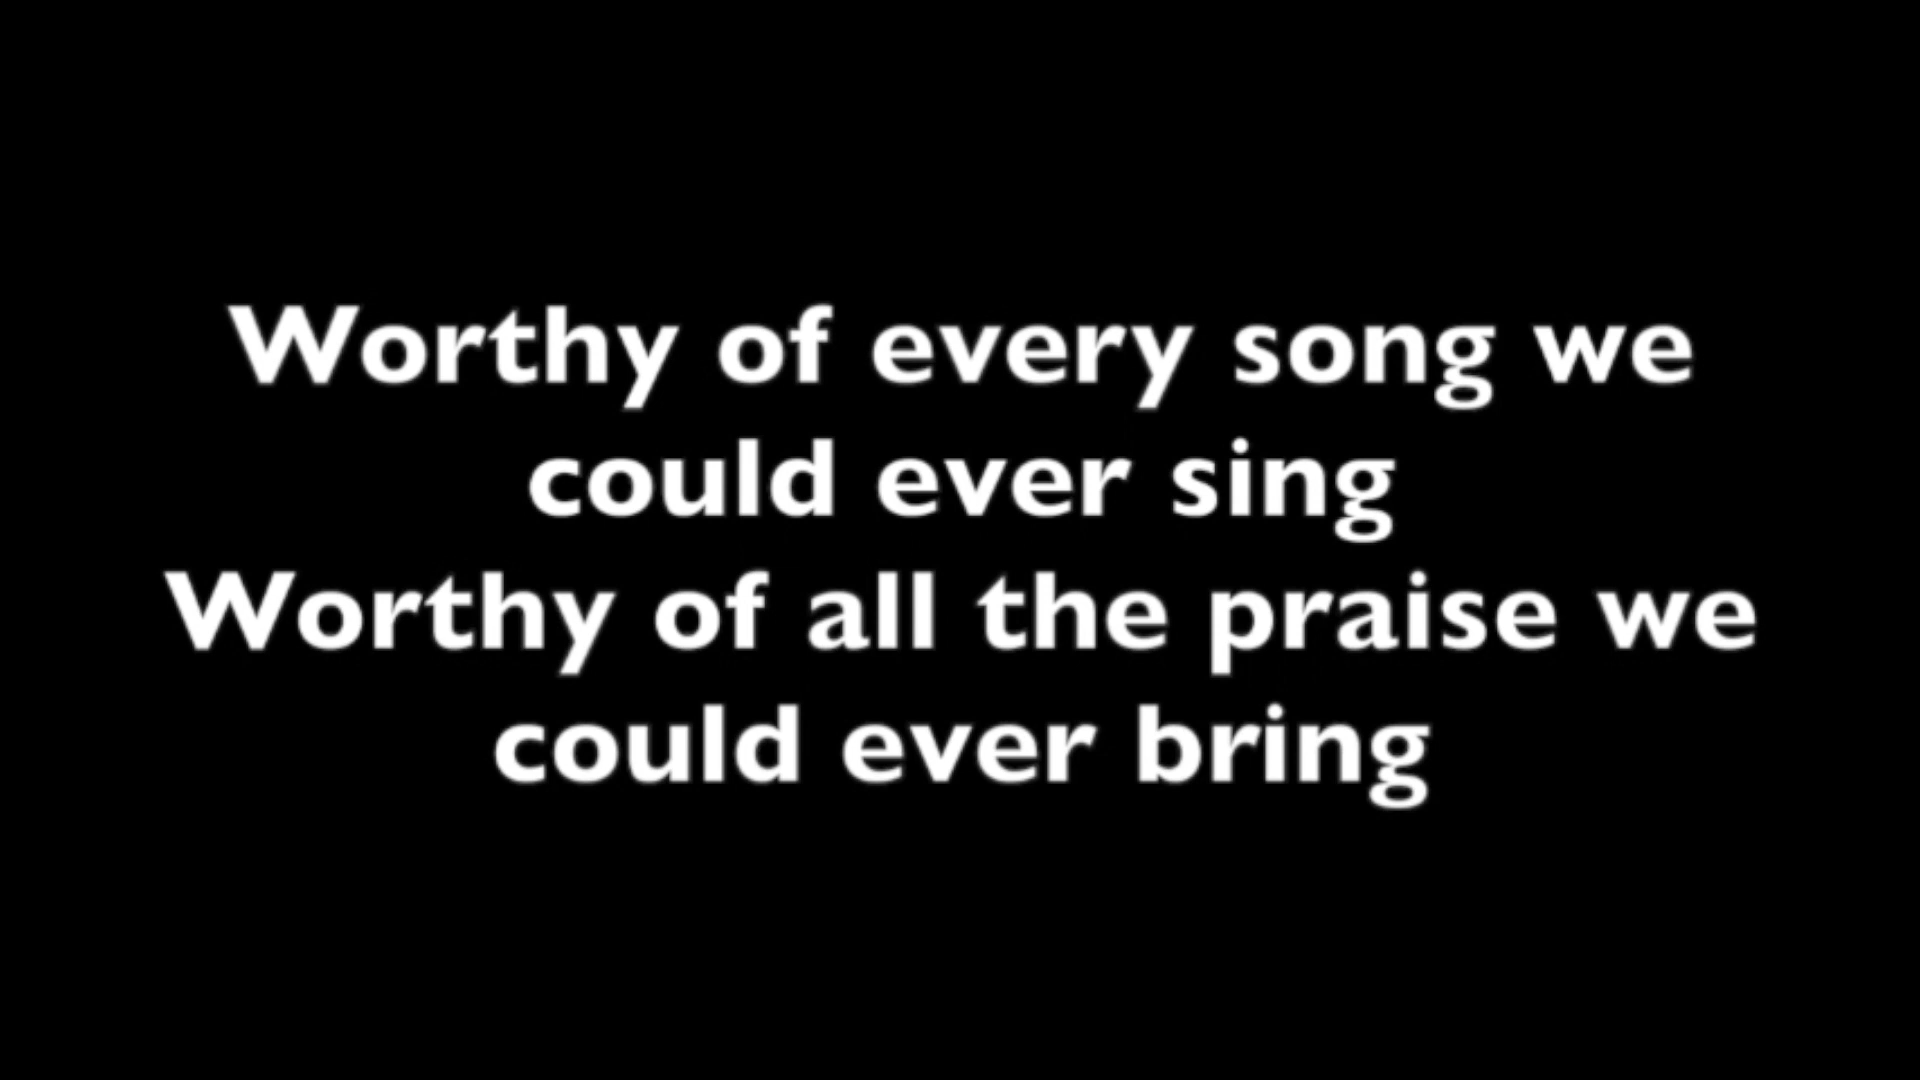 Worthy of every song we
could ever sing
Worthy of all the praise we
could ever bring